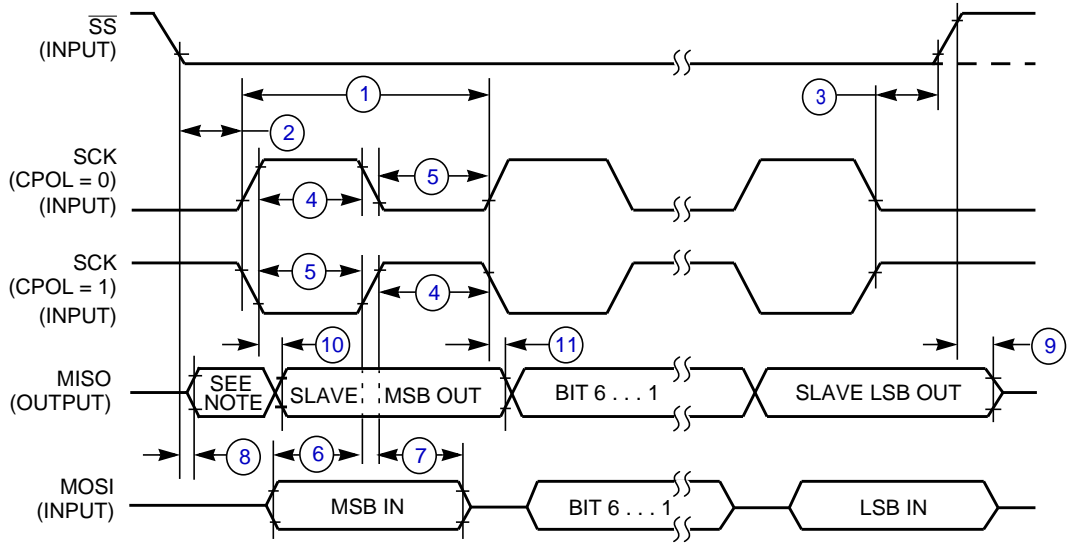 SS
(INPUT)
1
3
2
SCK
(CPOL = 0)
(INPUT)
5
4
SCK
(CPOL = 1)
(INPUT)
5
4
10
11
9
MISO
(OUTPUT)
SEE
NOTE
SLAVE
MSB OUT
BIT 6 . . . 1
SLAVE LSB OUT
8
6
7
MOSI
(INPUT)
MSB IN
BIT 6 . . . 1
LSB IN